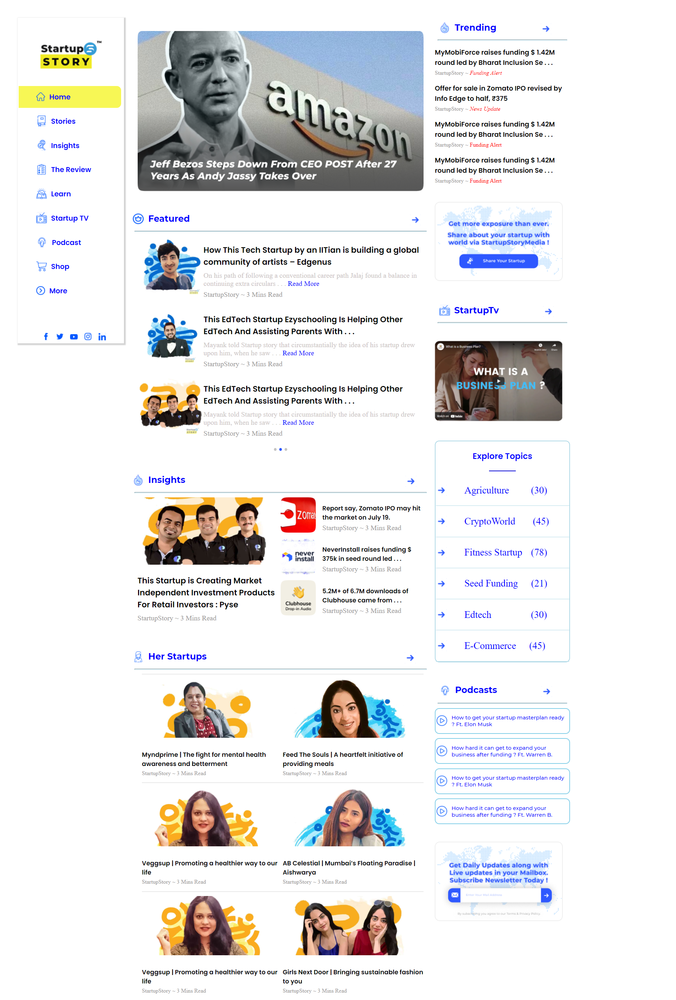 Startup S ™
STORY
Home
Stories
Insights
The Review
Learn
Startup TV
Podcast
Shop
More
amazon
Jeff Bezos Steps Down From CEO POST After 27
Years As Andy Jassy Takes Over
Featured
How This Tech Startup by an IITian is building a global
community of artists – Edgenus
On his path of following a conventional career path Jalaj found a balance in
continuing extra circulars . . . Read More
StartupStory ~ 3 Mins Read
This EdTech Startup Ezyschooling Is Helping Other
EdTech And Assisting Parents With . . .
Mayank told Startup story that circumstantially the idea of his startup drew
upon him, when he saw . . . Read More
StartupStory ~ 3 Mins Read
This EdTech Startup Ezyschooling Is Helping Other
EdTech And Assisting Parents With . . .
Mayank told Startup story that circumstantially the idea of his startup drew
upon him, when he saw . . . Read More
StartupStory ~ 3 Mins Read
Insights
This Startup is Creating Market
Independent Investment Products
For Retail Investors : Pyse
StartupStory ~ 3 Mins Read
zomat
Report say, Zomato IPO may hit
the market on July 19.
StartupStory ~ 3 Mins Read
never
install
NeverInstall raises funding $
375k in seed round led . . .
StartupStory ~ 3 Mins Read
Clubhouse
Drop-in Audio
5.2M+ of 6.7M downloads of
Clubhouse came from . . .
StartupStory ~ 3 Mins Read
Her Startups
Myndprime | The fight for mental health
awareness and betterment
StartupStory ~ 3 Mins Read
Feed The Souls | A heartfelt initiative of
providing meals
StartupStory ~ 3 Mins Read
Veggsup | Promoting a healthier way to our
life
StartupStory ~ 3 Mins Read
AB Celestial | Mumbai’s Floating Paradise |
Aishwarya
StartupStory ~ 3 Mins Read
Veggsup | Promoting a healthier way to our
life
StartupStory ~ 3 Mins Read
Girls Next Door | Bringing sustainable fashion
to you
StartupStory ~ 3 Mins Read
Trending
MyMobiForce raises funding $ 1.42M
round led by Bharat Inclusion Se . . .
StartupStory ~ Funding Alert
Offer for sale in Zomato IPO revised by
Info Edge to half, ₹375
StartupStory ~ News Update
MyMobiForce raises funding $ 1.42M
round led by Bharat Inclusion Se . . .
StartupStory ~ Funding Alert
MyMobiForce raises funding $ 1.42M
round led by Bharat Inclusion Se . . .
StartupStory ~ Funding Alert
Get more exposure than ever.
Share about your startup with
world via StartupStoryMedia !
Share Your Startup
StartupTv
What is a Business Plan?
Watch later Share
WHAT IS A
BUSINESS PLAN ?
Watch on YouTube
Explore Topics
Agriculture (30)
CryptoWorld (45)
Fitness Startup (78)
Seed Funding (21)
Edtech (30)
E-Commerce (45)
Podcasts
How to get your startup masterplan ready
? Ft. Elon Musk
How hard it can get to expand your
business after funding ? Ft. Warren B.
How to get your startup masterplan ready
? Ft. Elon Musk
How hard it can get to expand your
business after funding ? Ft. Warren B.
Get Daily Updates along with
Live updates in your Mailbox.
Subscribe Newsletter Today !
Enter Your Mail Address
By subscribing you agree to our Terms & Privacy Policy.